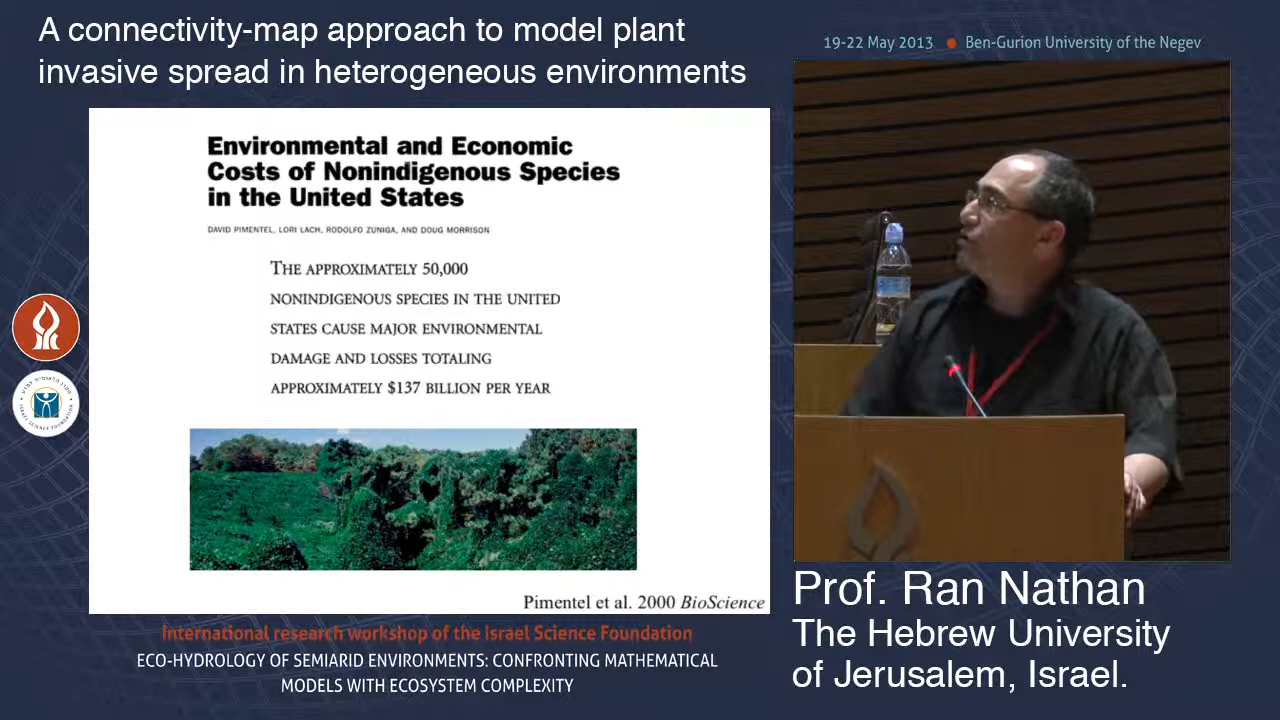 A connectivity-map approach to model plant
invasive spread in heterogeneous environments
19-22 May 2013 ● Ben-Gurion University of the Negev
Environmental and Economic
Costs of Nonindigenous Species
in the United States
DAVID PIMENTEL, LORI LACH, RODOLFO ZUNIGA, AND DOUG MORRISON
THE APPROXIMATELY 50,000
NONINDIGENOUS SPECIES IN THE UNITED
STATES CAUSE MAJOR ENVIRONMENTAL
DAMAGE AND LOSSES TOTALING
APPROXIMATELY $137 BILLION PER YEAR
Pimentel et al. 2000 BioScience
International research workshop of the Israel Science Foundation
ECO-HYDROLOGY OF SEMIARID ENVIRONMENTS: CONFRONTING MATHEMATICAL
MODELS WITH ECOSYSTEM COMPLEXITY
Prof. Ran Nathan
The Hebrew University
of Jerusalem, Israel.
ISRAEL SCIENCE FOUNDATION